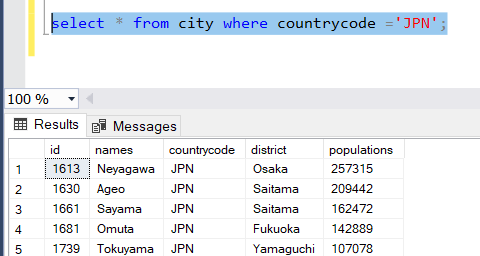 select * from city where countrycode ='JPN';
100 %
Results Messages
id names countrycode district populations
1 1613 Neyagawa JPN Osaka 257315
2 1630 Ageo JPN Saitama 209442
3 1661 Sayama JPN Saitama 162472
4 1681 Omuta JPN Fukuoka 142889
5 1739 Tokuyama JPN Yamaguchi 107078